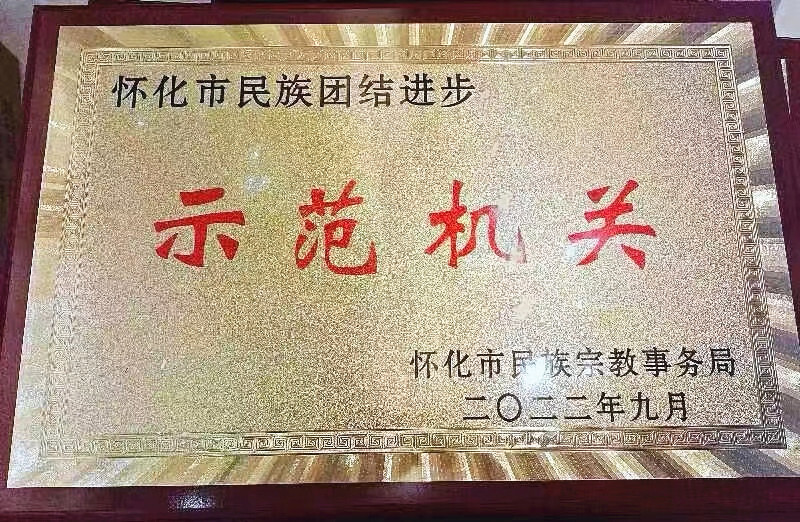 怀化市民族团结进步
示范机关
怀化市民族宗教事务局
二〇二二年九月